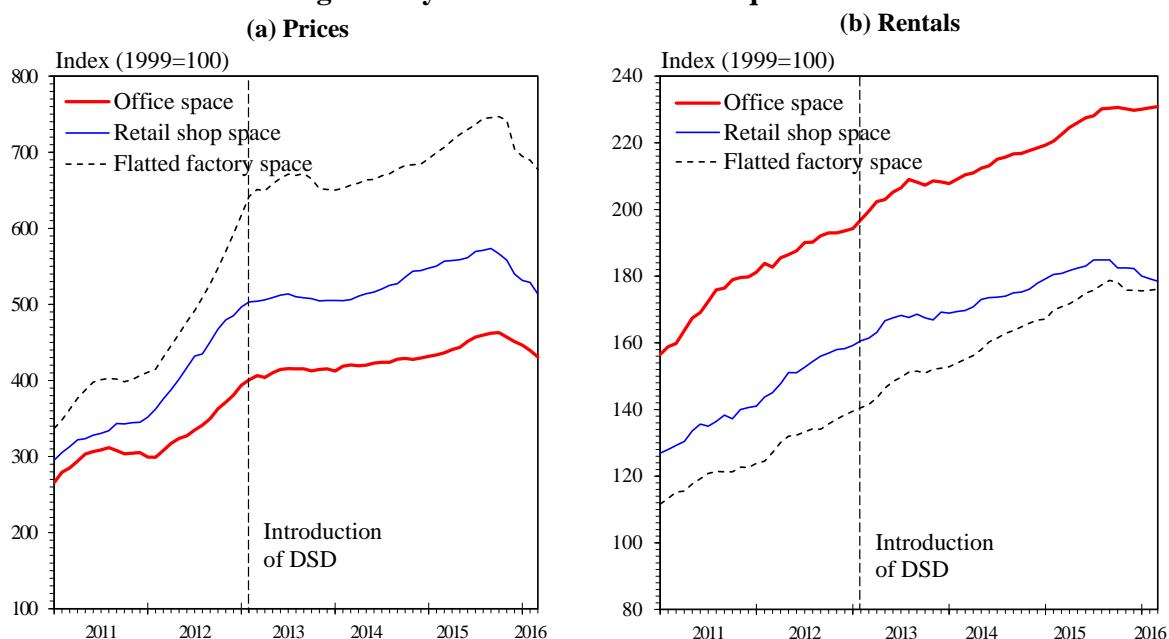 (a) Prices
Index (1999=100)
800
700
600
500
400
300
200
100
Office space
Retail shop space
Flatted factory space
Introduction
of DSD
2011 2012 2013 2014 2015 2016
(b) Rentals
Index (1999=100)
240
220
200
180
160
140
120
100
80
Office space
Retail shop space
Flatted factory space
Introduction
of DSD
2011 2012 2013 2014 2015 2016